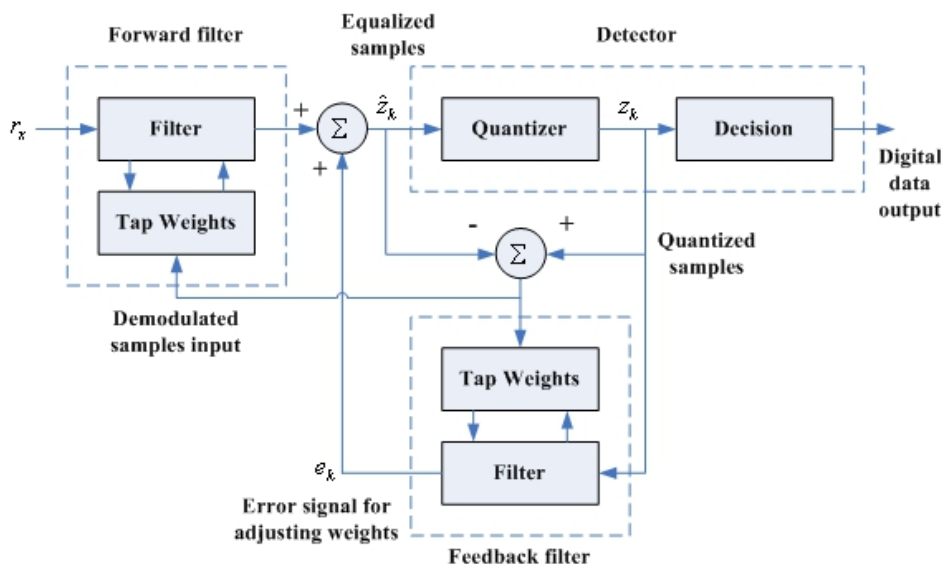 Forward filter
Equalized
samples
Detector
r_x
Filter
+
Σ
+
ẑ_k
Quantizer
z_k
Decision
Digital
data
output
Tap Weights
-
Σ
+
Quantized
samples
Demodulated
samples input
Tap Weights
Filter
e_k
Error signal for
adjusting weights
Feedback filter